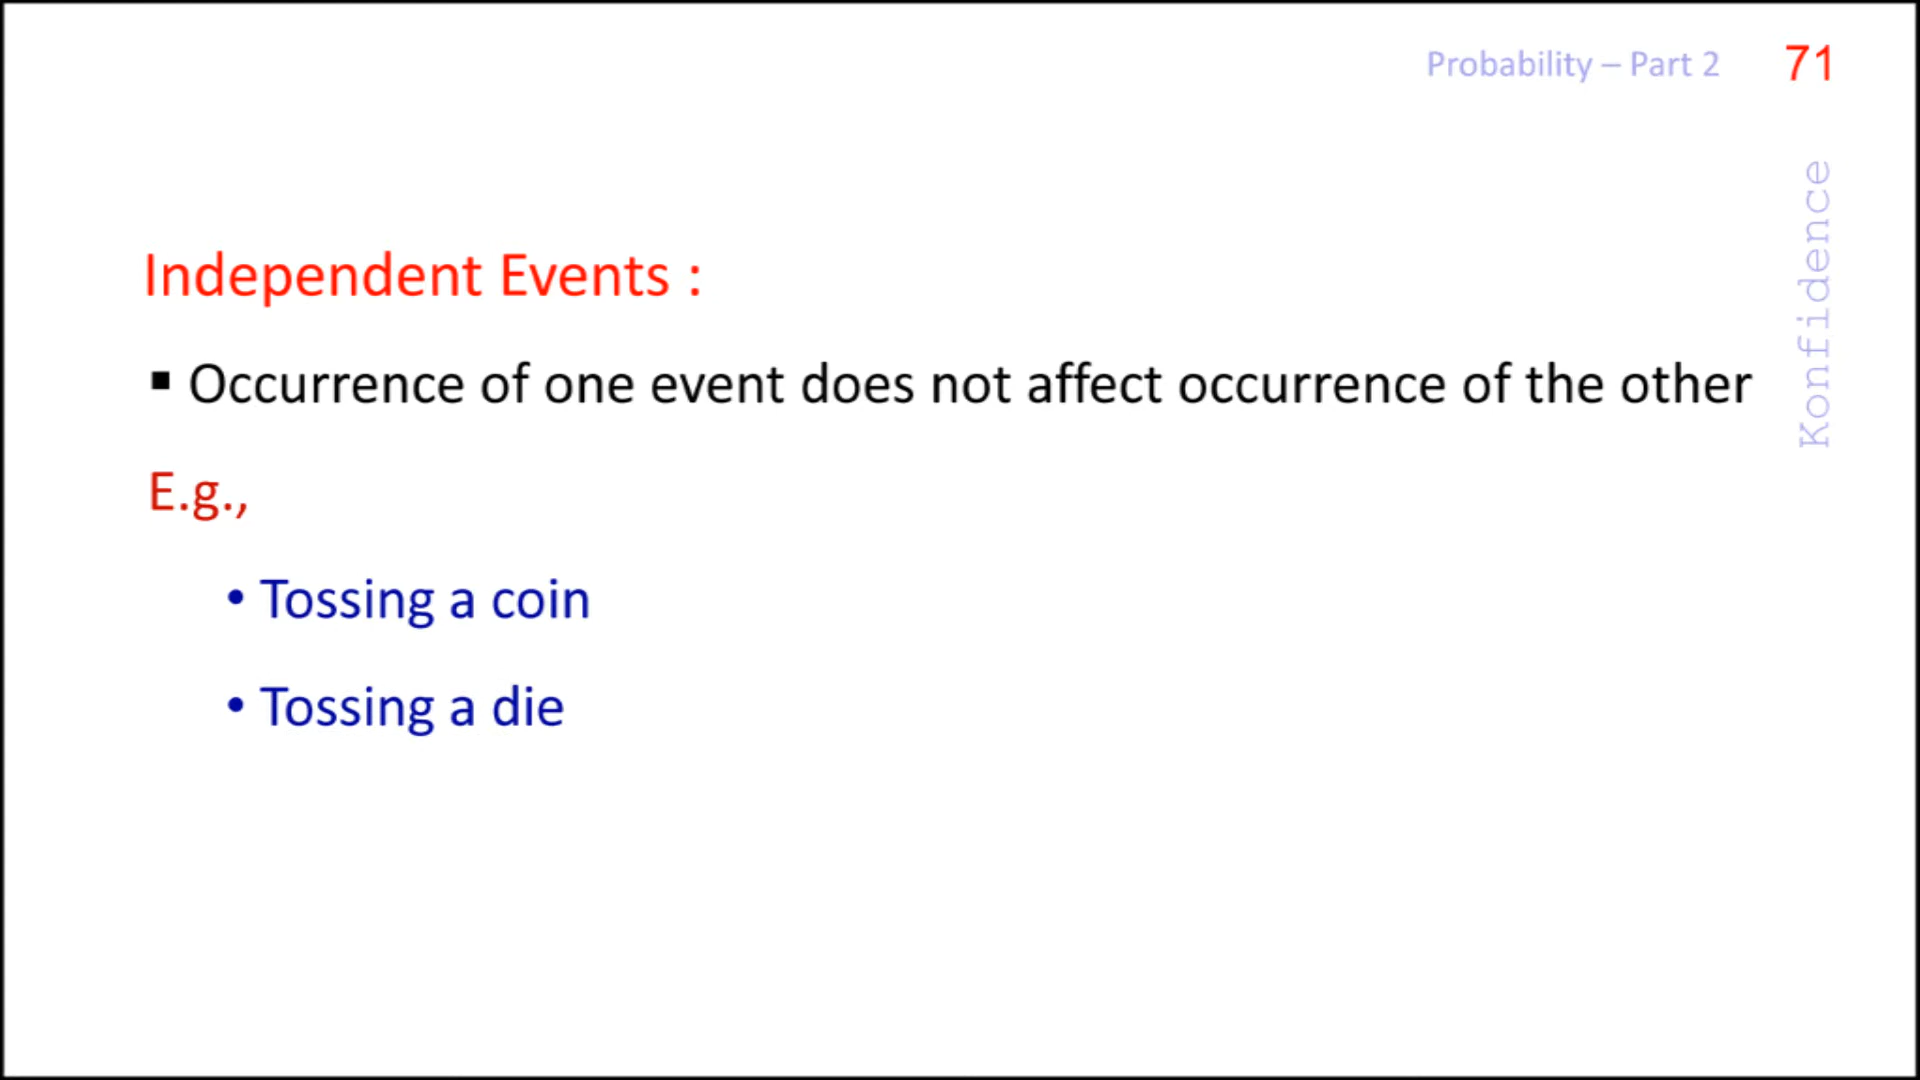 Probability – Part 2 71
Konfidence
Independent Events :
▪ Occurrence of one event does not affect occurrence of the other
E.g.,
• Tossing a coin
• Tossing a die